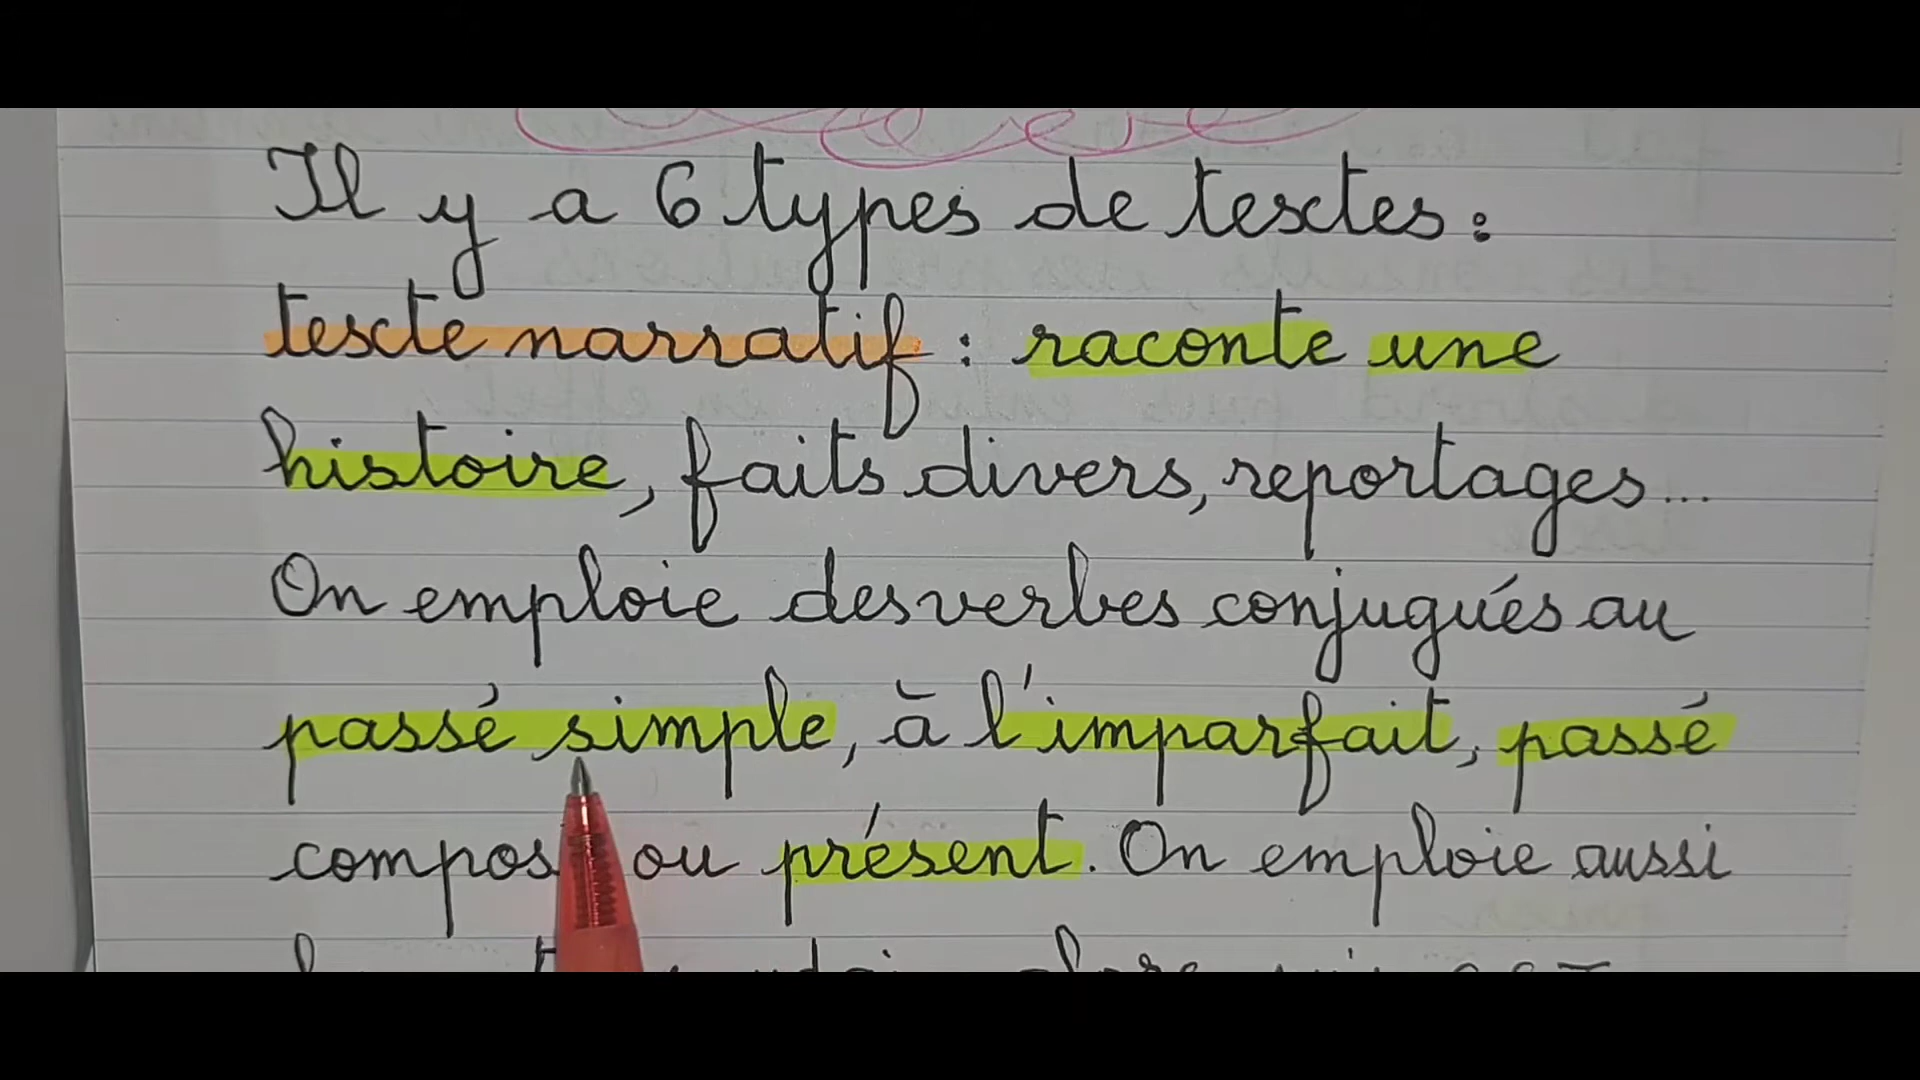 Il y a 6 types de textes :
texte narratif : raconte une
histoire, faits divers, reportages...
On emploie des verbes conjugués au
passé simple, à l'imparfait, passé
compos ou présent. On emploie aussi